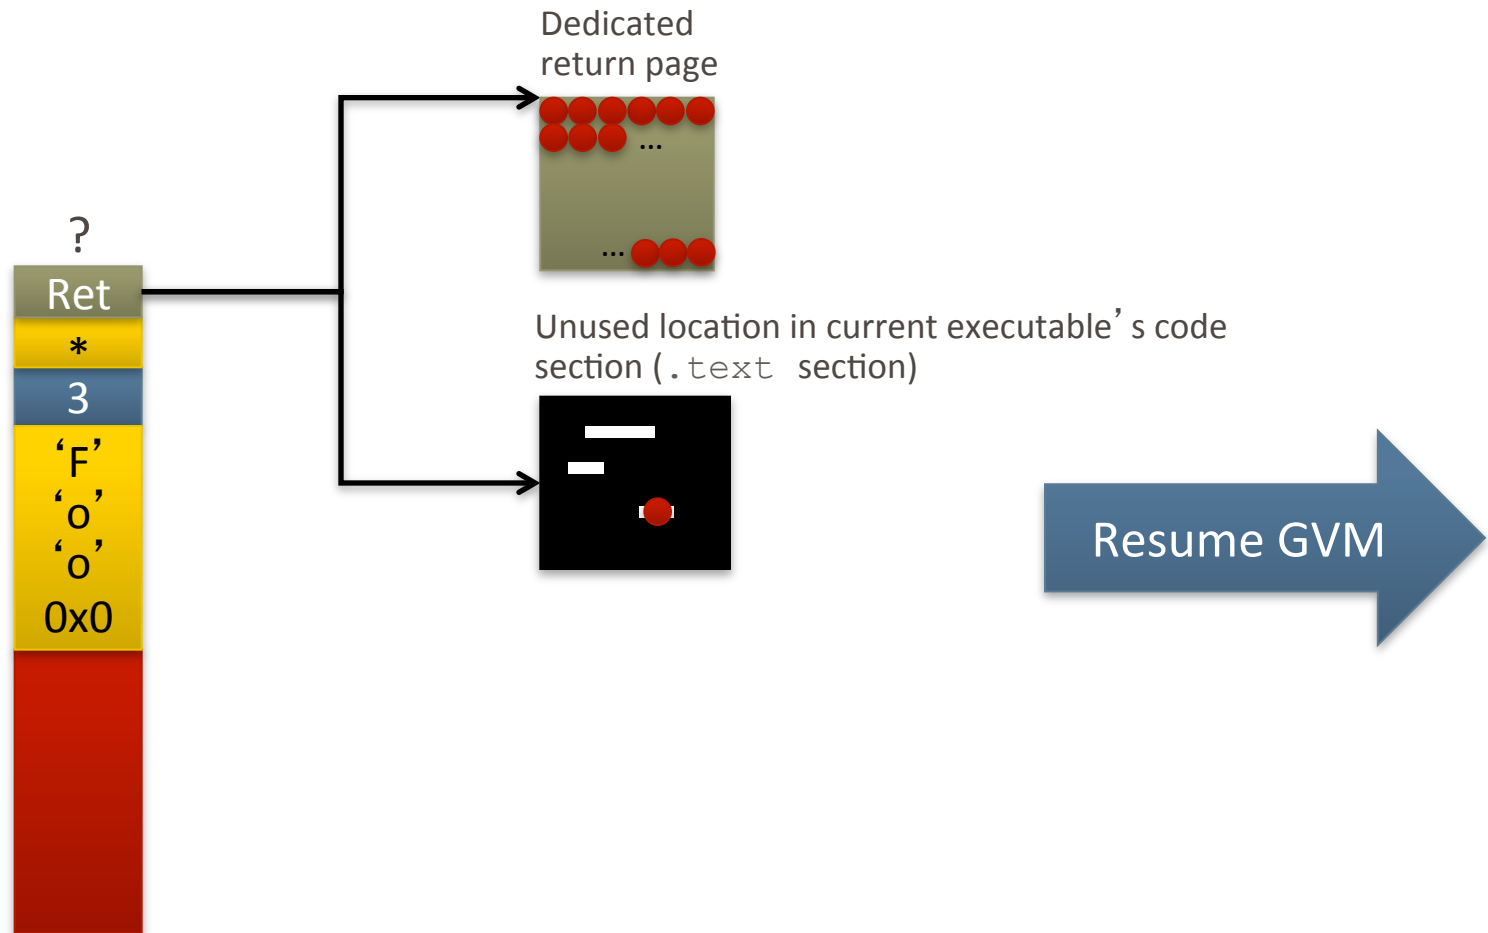 Dedicated
return page
...
...
?
Ret
*
3
‘F’
‘o’
‘o’
0x0
Unused location in current executable’s code
section (.text section)
Resume GVM